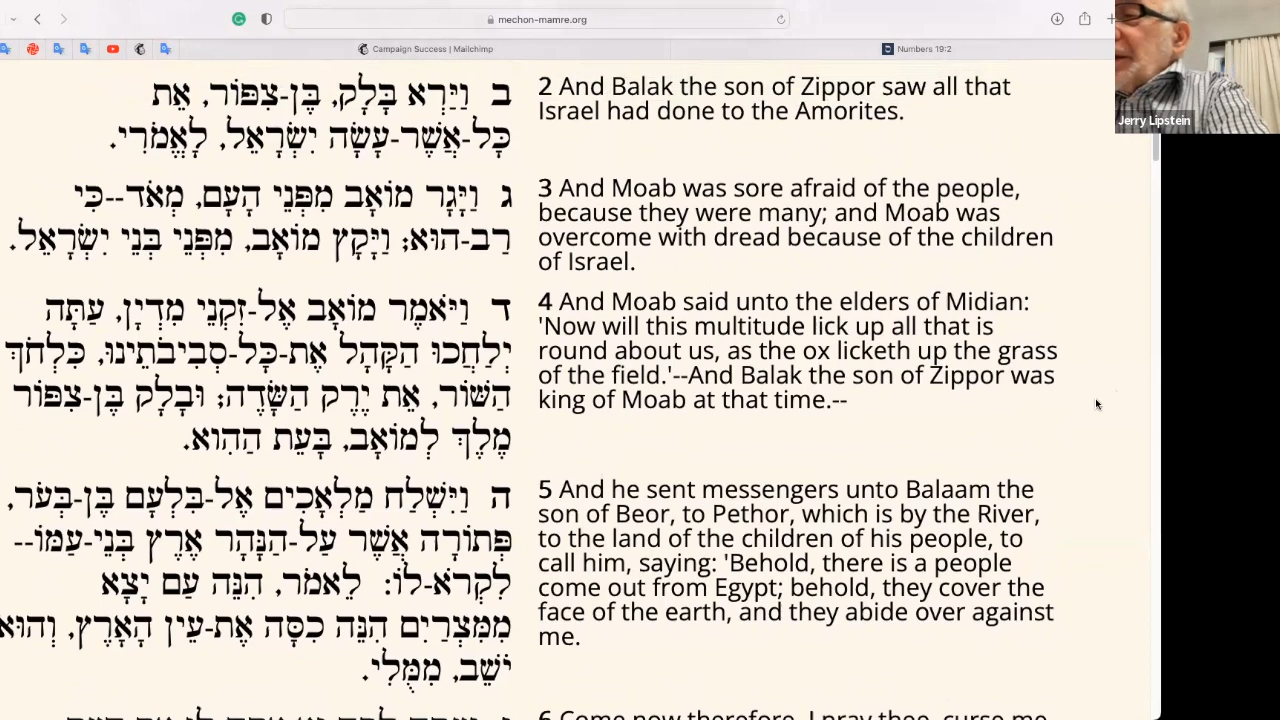 mechon-mamre.org
Campaign Success | Mailchimp
Numbers 19:2
Jerry Lipstein
ב וַיַּרְא בָּלָק, בֶּן-צִפּוֹר, אֵת
כָּל-אֲשֶׁר-עָשָׂה יִשְׂרָאֵל, לָאֱמֹרִי.
2 And Balak the son of Zippor saw all that
Israel had done to the Amorites.
ג וַיָּגָר מוֹאָב מִפְּנֵי הָעָם, מְאֹד--כִּי
רַב-הוּא; וַיָּקָץ מוֹאָב, מִפְּנֵי בְּנֵי יִשְׂרָאֵל.
3 And Moab was sore afraid of the people,
because they were many; and Moab was
overcome with dread because of the children
of Israel.
ד וַיֹּאמֶר מוֹאָב אֶל-זִקְנֵי מִדְיָן, עַתָּה
יְלַחֲכוּ הַקָּהָל אֶת-כָּל-סְבִיבֹתֵינוּ, כִּלְחֹךְ
הַשּׁוֹר, אֵת יֶרֶק הַשָּׂדֶה; וּבָלָק בֶּן-צִפּוֹר
מֶלֶךְ לְמוֹאָב, בָּעֵת הַהִוא.
4 And Moab said unto the elders of Midian:
'Now will this multitude lick up all that is
round about us, as the ox licketh up the grass
of the field.'--And Balak the son of Zippor was
king of Moab at that time.--
ה וַיִּשְׁלַח מַלְאָכִים אֶל-בִּלְעָם בֶּן-בְּעֹר,
פְּתוֹרָה אֲשֶׁר עַל-הַנָּהָר אֶרֶץ בְּנֵי-עַמּוֹ--
לִקְרֹא-לוֹ: לֵאמֹר, הִנֵּה עַם יָצָא
מִמִּצְרַיִם הִנֵּה כִסָּה אֶת-עֵין הָאָרֶץ, וְהוּא
יֹשֵׁב, מִמֻּלִי.
5 And he sent messengers unto Balaam the
son of Beor, to Pethor, which is by the River,
to the land of the children of his people, to
call him, saying: 'Behold, there is a people
come out from Egypt; behold, they cover the
face of the earth, and they abide over against
me.
6 Come now therefore, I pray thee, curse me